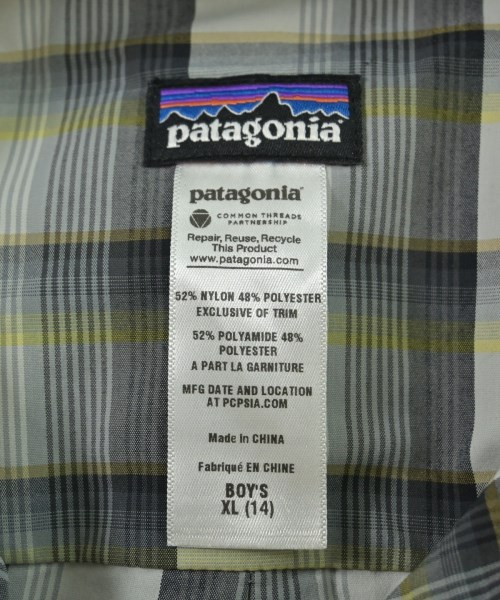 patagonia
patagonia
COMMON THREADS
PARTNERSHIP
Repair, Reuse, Recycle
This Product
www.patagonia.com
52% NYLON 48% POLYESTER
EXCLUSIVE OF TRIM
52% POLYAMIDE 48%
POLYESTER
A PART LA GARNITURE
MFG DATE AND LOCATION
AT PCPSIA.COM
Made In CHINA
Fabriqué EN CHINE
BOY'S
XL (14)